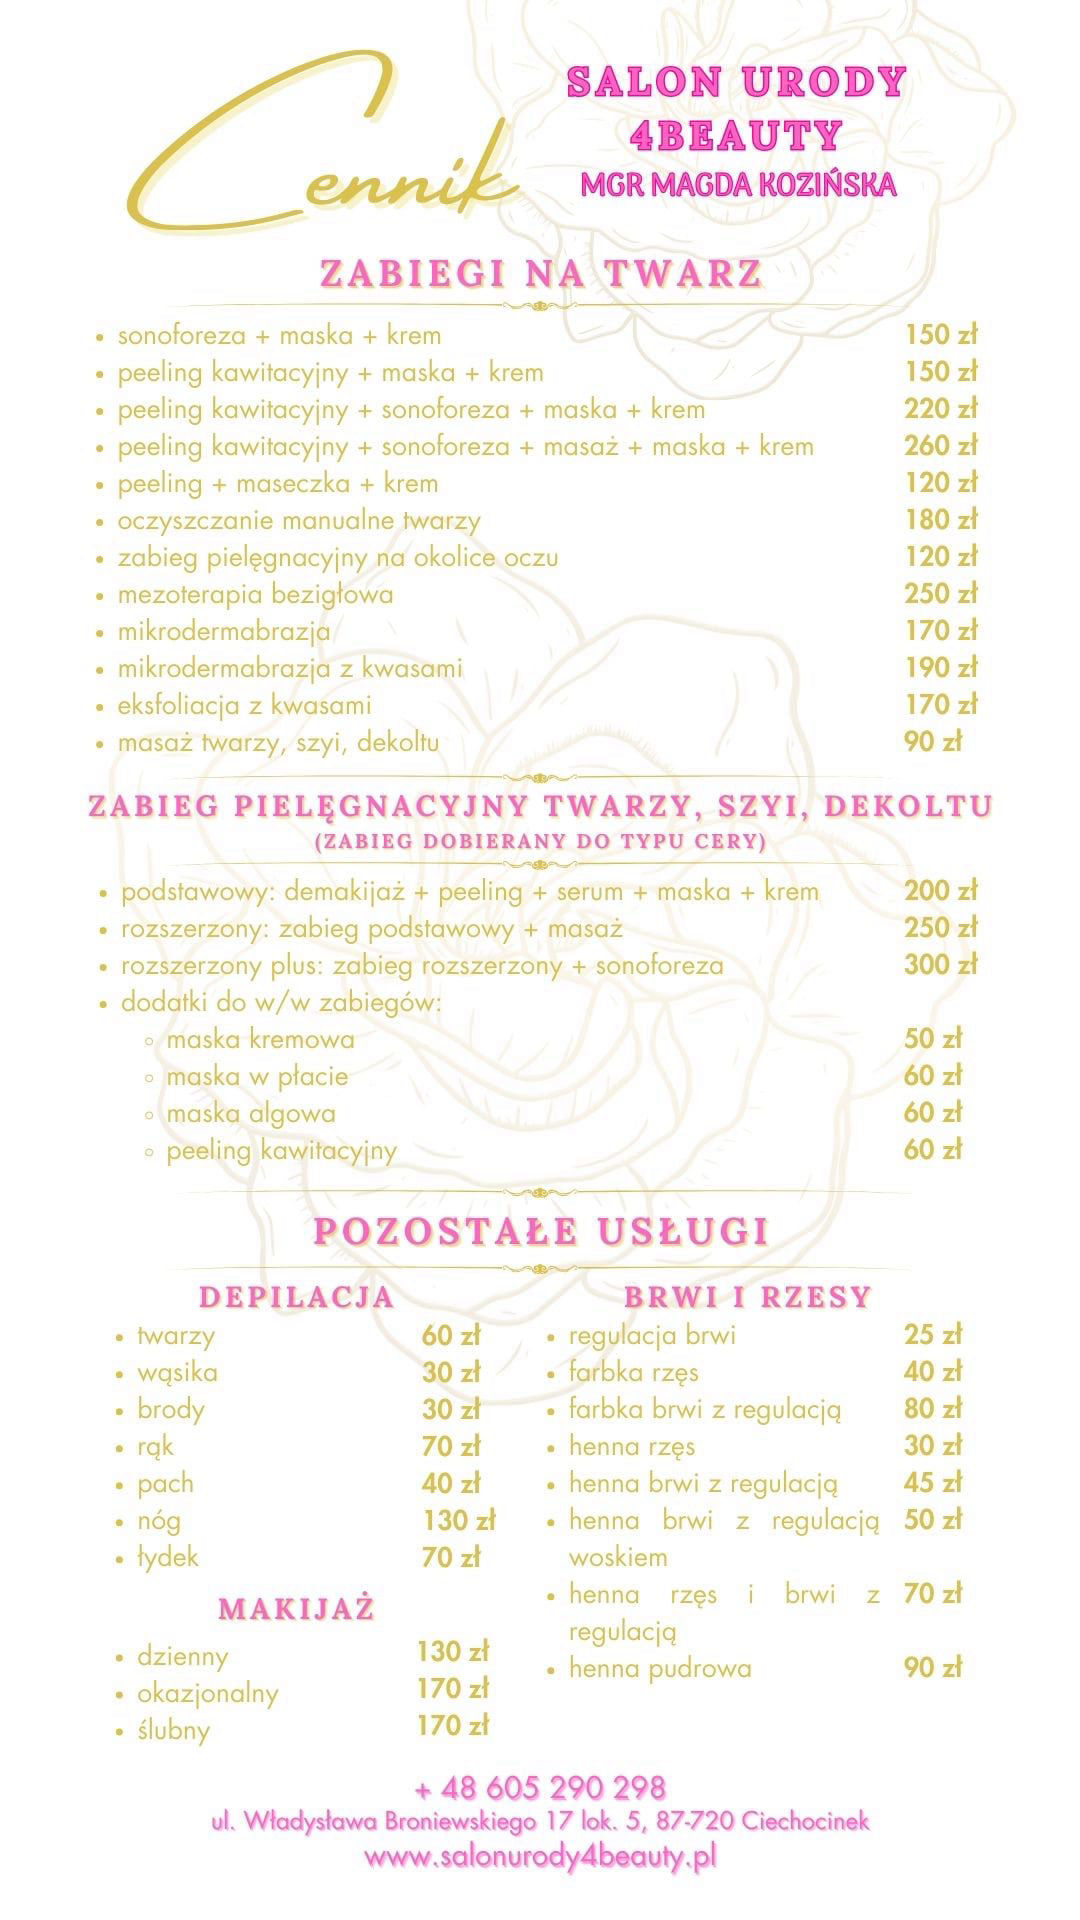 Cennik
SALON URODY
4BEAUTY
MGR MAGDA KOZIŃSKA
ZABIEGI NA TWARZ
• sonoforeza + maska + krem 150 zł
• peeling kawitacyjny + maska + krem 150 zł
• peeling kawitacyjny + sonoforeza + maska + krem 220 zł
• peeling kawitacyjny + sonoforeza + masaż + maska + krem 260 zł
• peeling + maseczka + krem 120 zł
• oczyszczanie manualne twarzy 180 zł
• zabieg pielęgnacyjny na okolice oczu 120 zł
• mezoterapia bezigłowa 250 zł
• mikrodermabrazja 170 zł
• mikrodermabrazja z kwasami 190 zł
• eksfoliacja z kwasami 170 zł
• masaż twarzy, szyi, dekoltu 90 zł
ZABIEG PIELĘGNACYJNY TWARZY, SZYI, DEKOLTU
(ZABIEG DOBIERANY DO TYPU CERY)
• podstawowy: demakijaż + peeling + serum + maska + krem 200 zł
• rozszerzony: zabieg podstawowy + masaż 250 zł
• rozszerzony plus: zabieg rozszerzony + sonoforeza 300 zł
• dodatki do w/w zabiegów:
◦ maska kremowa 50 zł
◦ maska w płacie 60 zł
◦ maska algowa 60 zł
◦ peeling kawitacyjny 60 zł
POZOSTAŁE USŁUGI
DEPILACJA
• twarzy 60 zł
• wąsika 30 zł
• brody 30 zł
• rąk 70 zł
• pach 40 zł
• nóg 130 zł
• łydek 70 zł
MAKIJAŻ
• dzienny 130 zł
• okazjonalny 170 zł
• ślubny 170 zł
BRWI I RZESY
• regulacja brwi 25 zł
• farbka rzęs 40 zł
• farbka brwi z regulacją 80 zł
• henna rzęs 30 zł
• henna brwi z regulacją 45 zł
• henna brwi z regulacją 50 zł
woskiem
• henna rzęs i brwi z 70 zł
regulacją
• henna pudrowa 90 zł
+ 48 605 290 298
ul. Władysława Broniewskiego 17 lok. 5, 87-720 Ciechocinek
www.salonurody4beauty.pl